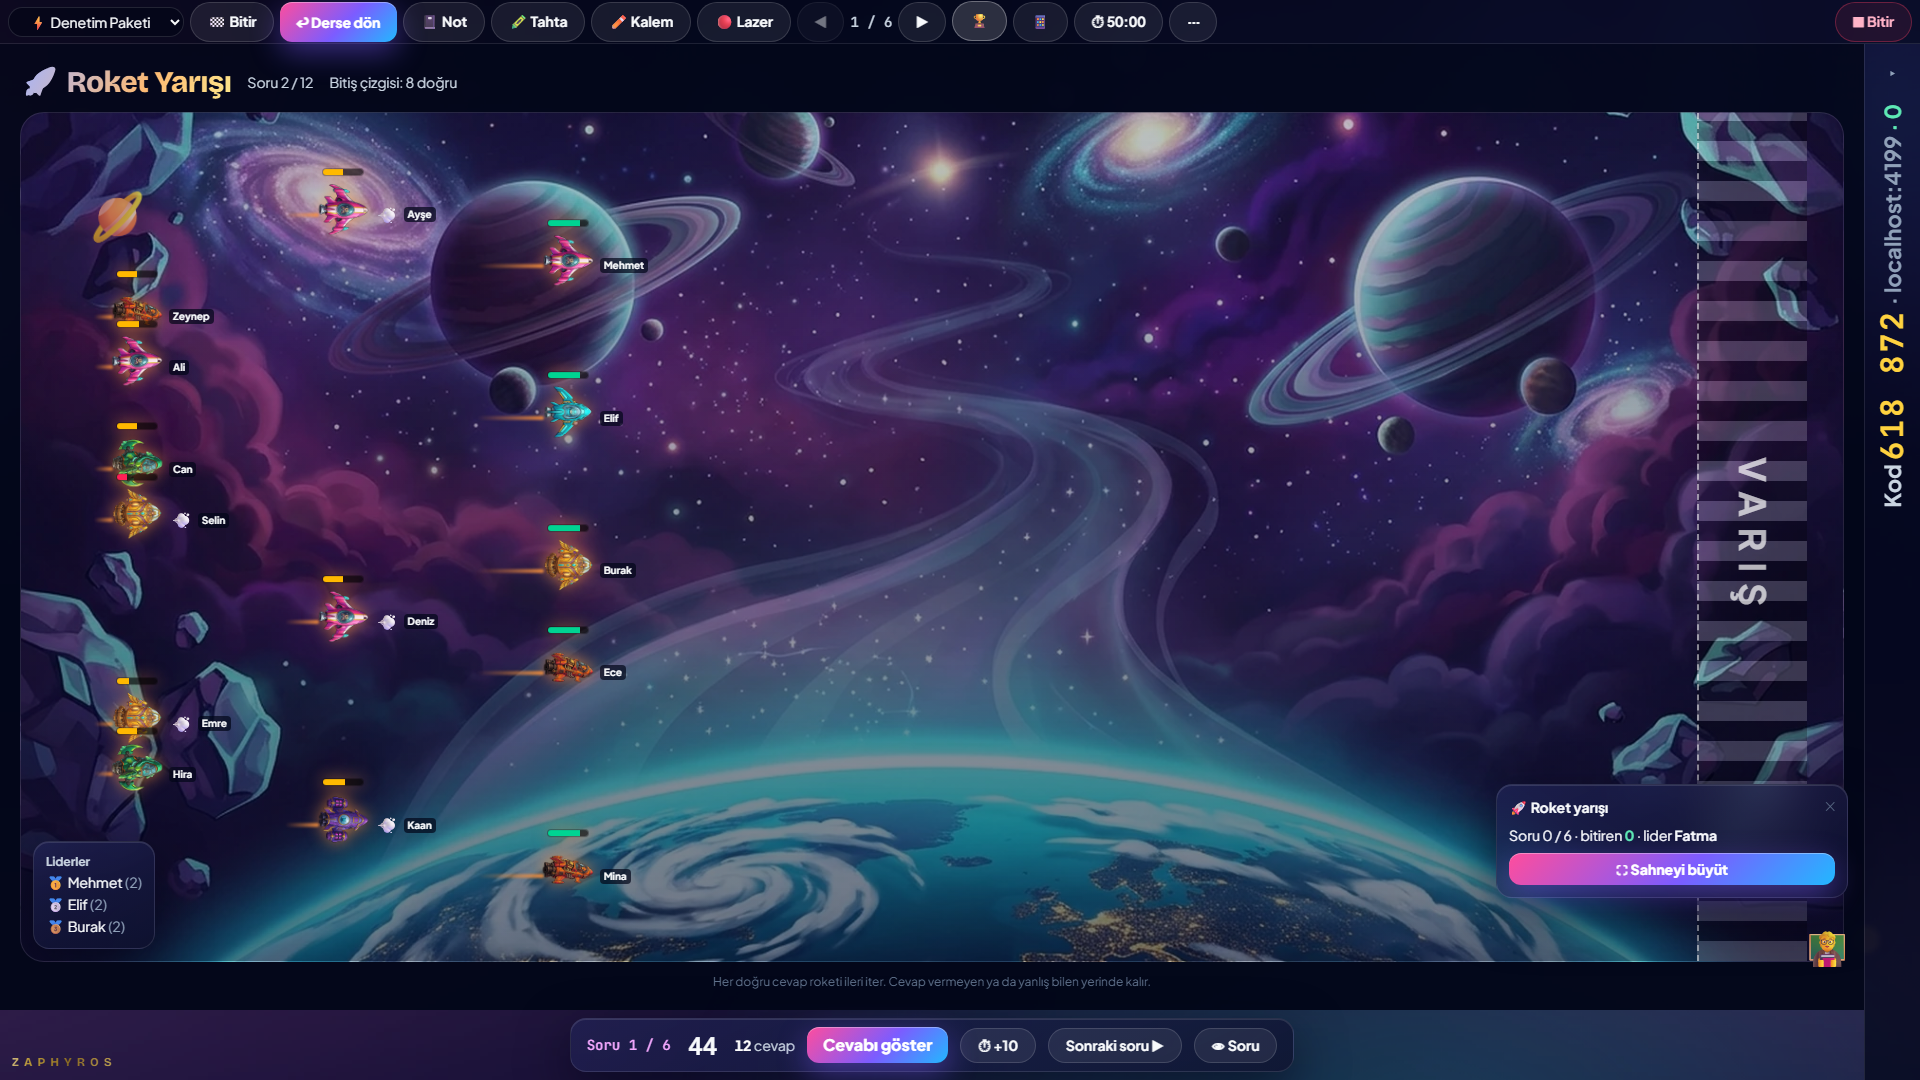 Denetim Paketi
Bitir
Derse dön
Not
Tahta
Kalem
Lazer
1 / 6
50:00
Bitir
Roket Yarışı
Soru 2 / 12
Bitiş çizgisi: 8 doğru
Ayşe
Mehmet
Zeynep
Ali
Elif
Can
Selin
Burak
Deniz
Ece
Emre
Hira
Kaan
Mina
VARIŞ
Liderler
Mehmet (2)
Elif (2)
Burak (2)
Roket yarışı
Soru 0 / 6 · bitiren 0 · lider Fatma
Sahneyi büyüt
Kod 618 872 · localhost:4199 · 0
Her doğru cevap roketi ileri iter. Cevap vermeyen ya da yanlış bilen yerinde kalır.
Soru 1 / 6
44
12 cevap
Cevabı göster
+10
Sonraki soru
Soru
ZAPHYROS